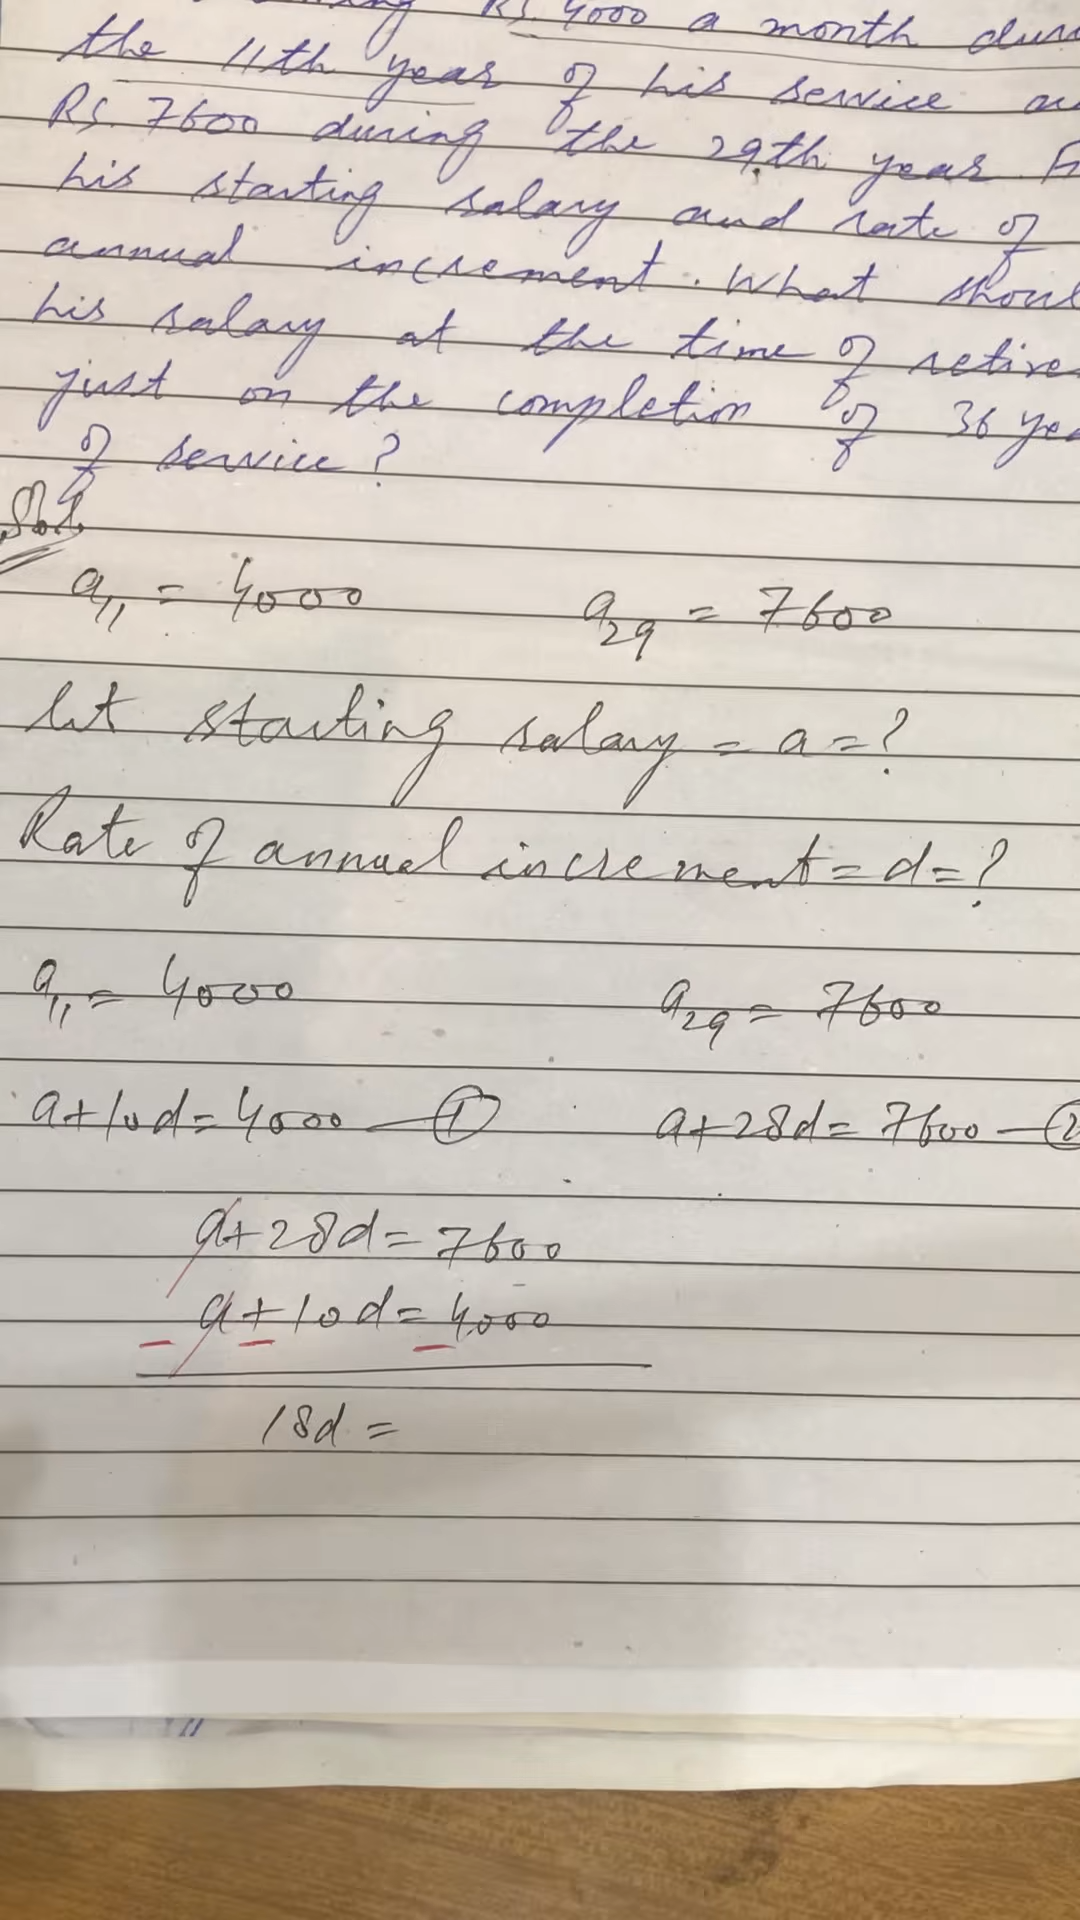 Rs. 4000 a month
the 11th year of his service
Rs. 7600 during the 29th year.
his starting salary and rate of
annual increment. What
his salary at the time of
just on the completion of 36
of service?
Sol.
a₁₁ = 4000 a₂₉ = 7600
let starting salary = a = ?
Rate of annual increment = d = ?
a₁₁ = 4000 a₂₉ = 7600
a+10d = 4000 — ① a+28d = 7600 — ②
a+28d = 7600
a+10d = 4000
— — —
18d =